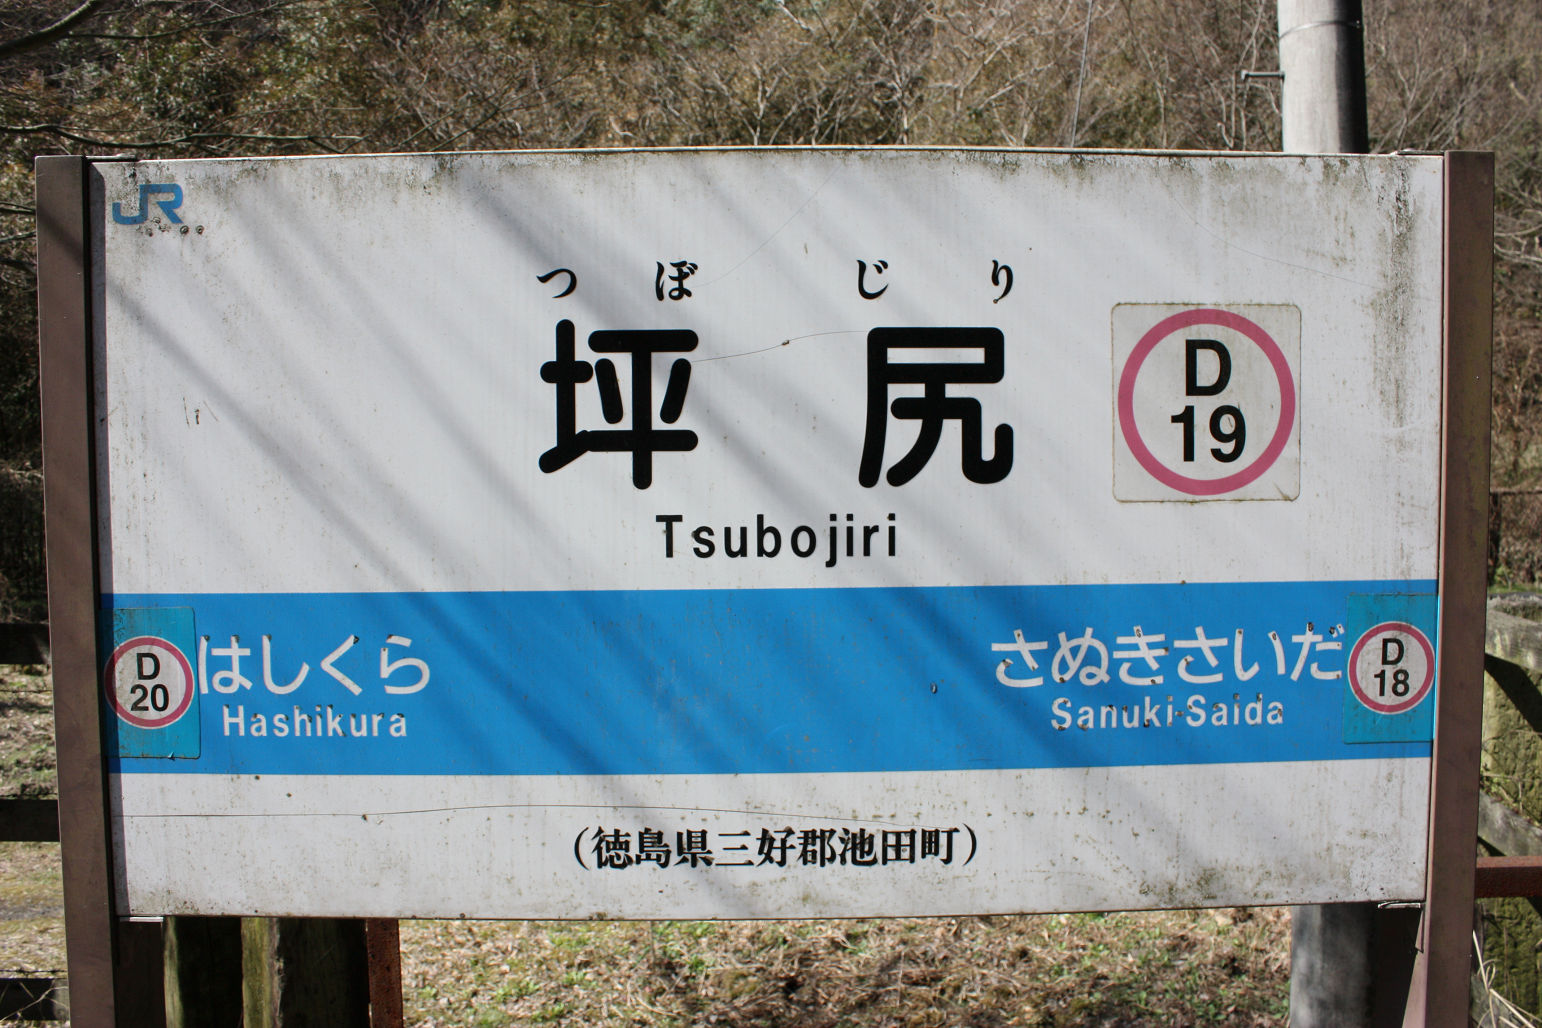 JR
つぼじり
坪尻
D
19
Tsubojiri
D
20
はしくら
Hashikura
さぬきさいだ
Sanuki-Saida
D
18
(徳島県三好郡池田町)